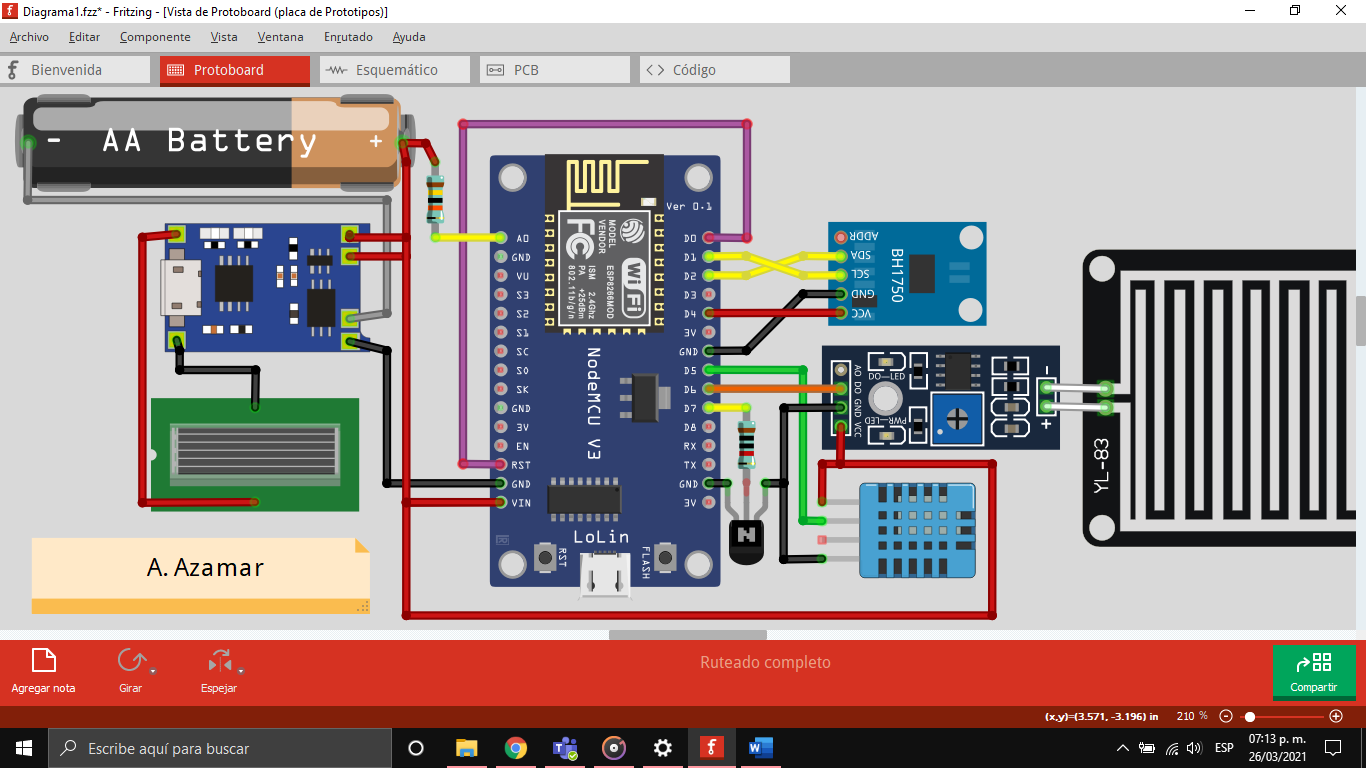 Diagrama1.fzz* - Fritzing - [Vista de Protoboard (placa de Prototipos)]
Archivo Editar Componente Vista Ventana Enrutado Ayuda
Bienvenida Protoboard Esquemático PCB Código
- AA Battery +
Ver 0.1
MODEL ESP8266MOD
VENDOR
ISM 2.4GHz
PA +25dBm
802.11b/g/n
FCC
WiFi
A0
GND
VU
S3
S2
S1
SC
S0
SK
GND
3V
EN
RST
GND
VIN
D0
D1
D2
D3
D4
3V
GND
D5
D6
D7
D8
RX
TX
GND
3V
NodeMCU V3
LoLin
RST
FLASH
ADDR
SDA
SCL
GND
VCC
BH1750
AO
DO
GND
VCC
DO-LED
PWR-LED
-
+
YL-83
N
A. Azamar
Agregar nota
Girar
Espejar
Ruteado completo
Compartir
(x,y)=(3.571, -3.196) in 210 %
Escribe aquí para buscar
ESP
07:13 p. m.
26/03/2021